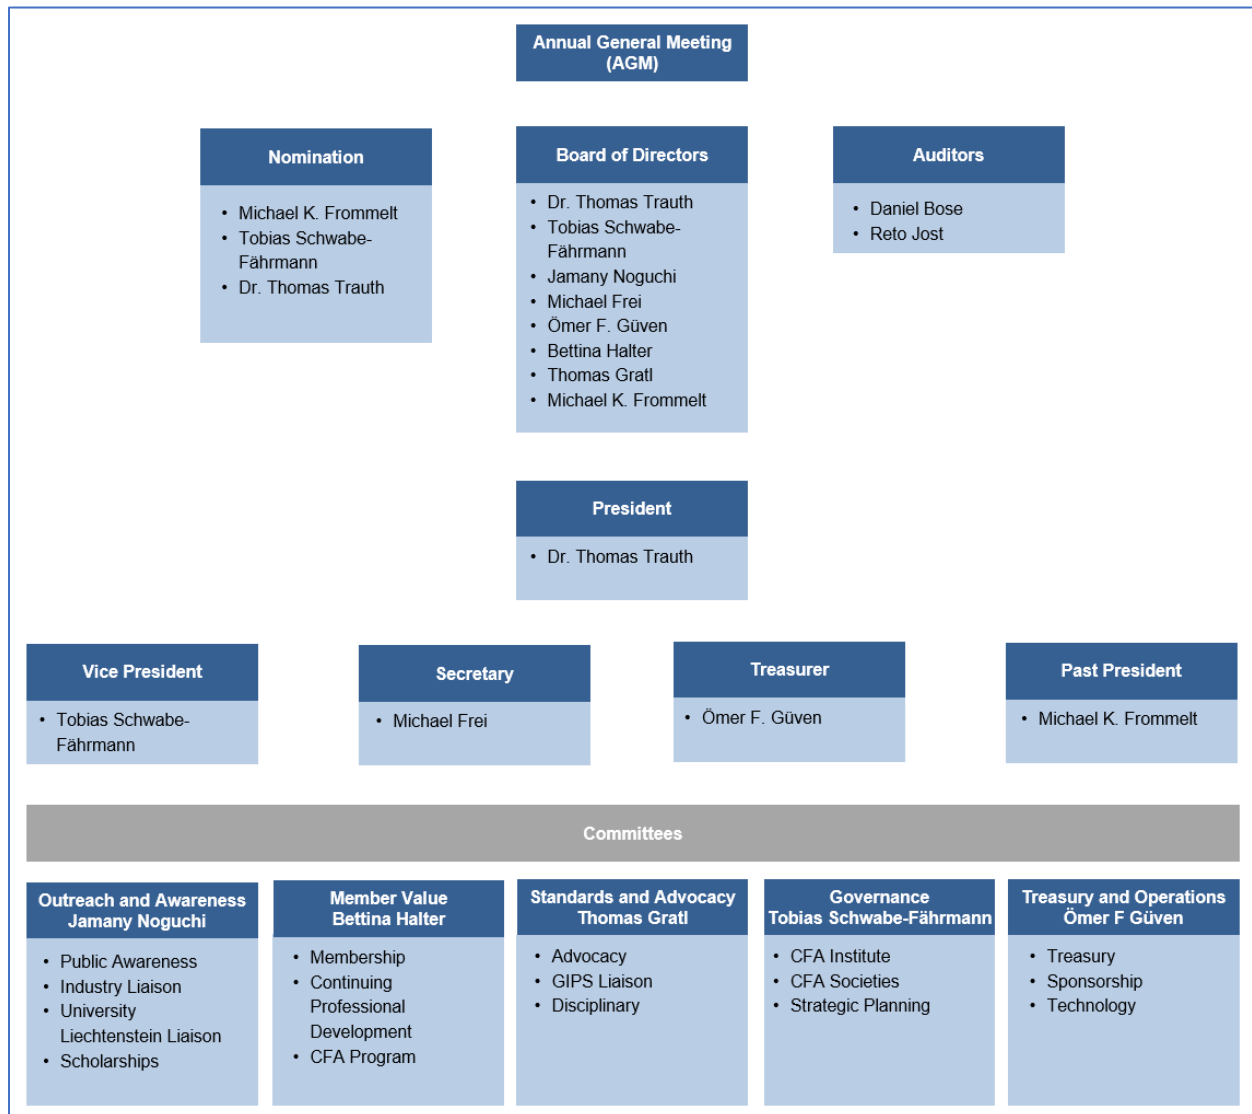 Annual General Meeting
(AGM)
Nomination
• Michael K. Frommelt
• Tobias Schwabe-
Fährmann
• Dr. Thomas Trauth
Board of Directors
• Dr. Thomas Trauth
• Tobias Schwabe-
Fährmann
• Jamany Noguchi
• Michael Frei
• Ömer F. Güven
• Bettina Halter
• Thomas Gratl
• Michael K. Frommelt
Auditors
• Daniel Bose
• Reto Jost
President
• Dr. Thomas Trauth
Vice President
• Tobias Schwabe-
Fährmann
Secretary
• Michael Frei
Treasurer
• Ömer F. Güven
Past President
• Michael K. Frommelt
Committees
Outreach and Awareness
Jamany Noguchi
• Public Awareness
• Industry Liaison
• University
Liechtenstein Liaison
• Scholarships
Member Value
Bettina Halter
• Membership
• Continuing
Professional
Development
• CFA Program
Standards and Advocacy
Thomas Gratl
• Advocacy
• GIPS Liaison
• Disciplinary
Governance
Tobias Schwabe-Fährmann
• CFA Institute
• CFA Societies
• Strategic Planning
Treasury and Operations
Ömer F Güven
• Treasury
• Sponsorship
• Technology